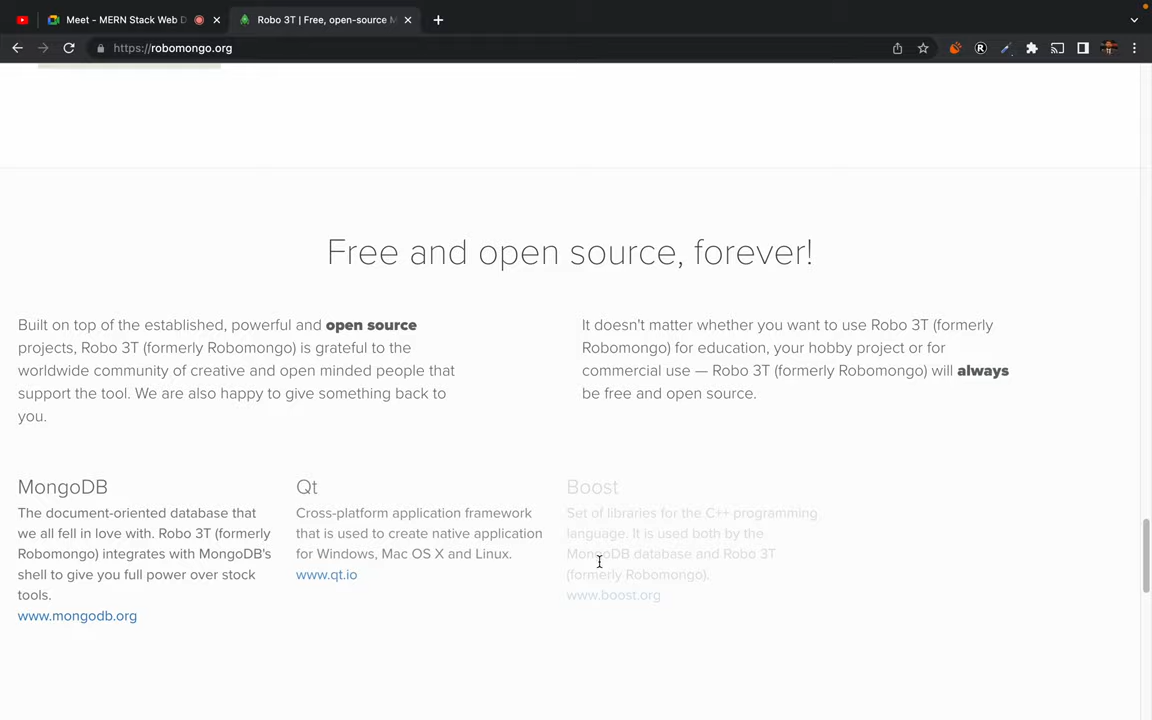 Meet - MERN Stack Web D
Robo 3T | Free, open-source M
https://robomongo.org
Free and open source, forever!
Built on top of the established, powerful and open source
projects, Robo 3T (formerly Robomongo) is grateful to the
worldwide community of creative and open minded people that
support the tool. We are also happy to give something back to
you.
It doesn't matter whether you want to use Robo 3T (formerly
Robomongo) for education, your hobby project or for
commercial use — Robo 3T (formerly Robomongo) will always
be free and open source.
MongoDB
The document-oriented database that
we all fell in love with. Robo 3T (formerly
Robomongo) integrates with MongoDB's
shell to give you full power over stock
tools.
www.mongodb.org
Qt
Cross-platform application framework
that is used to create native application
for Windows, Mac OS X and Linux.
www.qt.io
Boost
Set of libraries for the C++ programming
language. It is used both by the
MongoDB database and Robo 3T
(formerly Robomongo).
www.boost.org